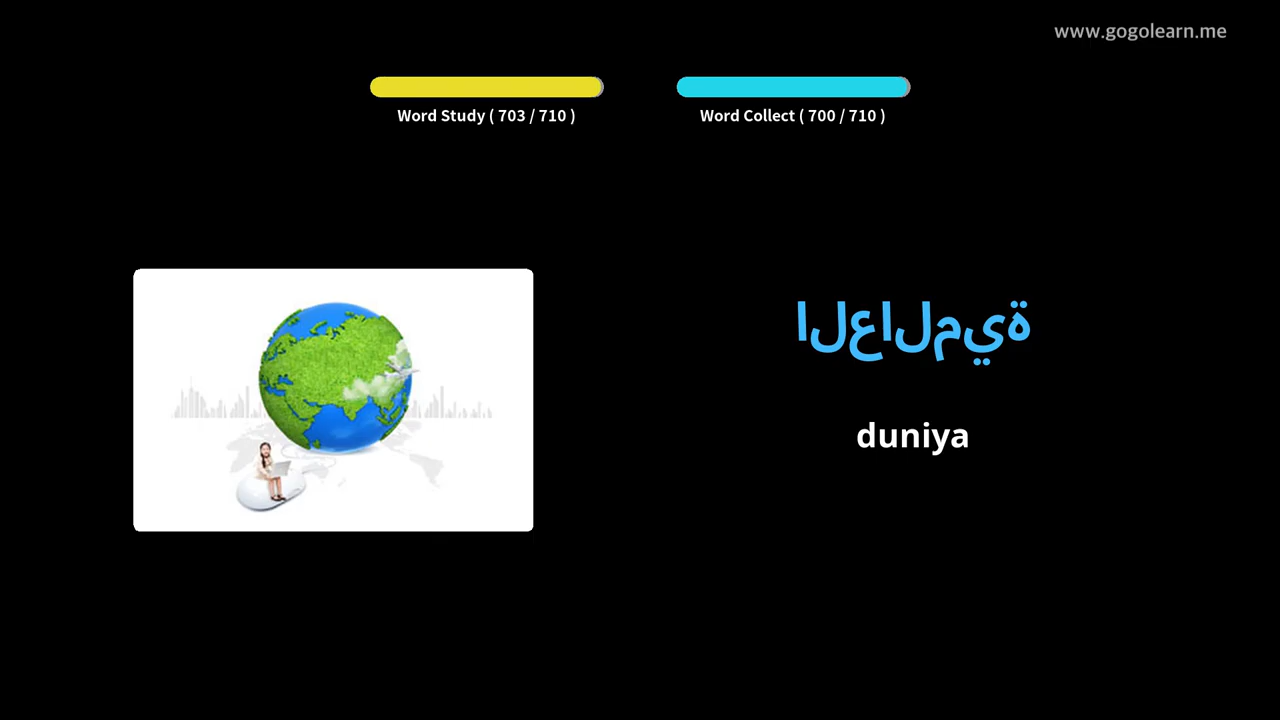 www.gogolearn.me
Word Study ( 703 / 710 )
Word Collect ( 700 / 710 )
العالمية
duniya